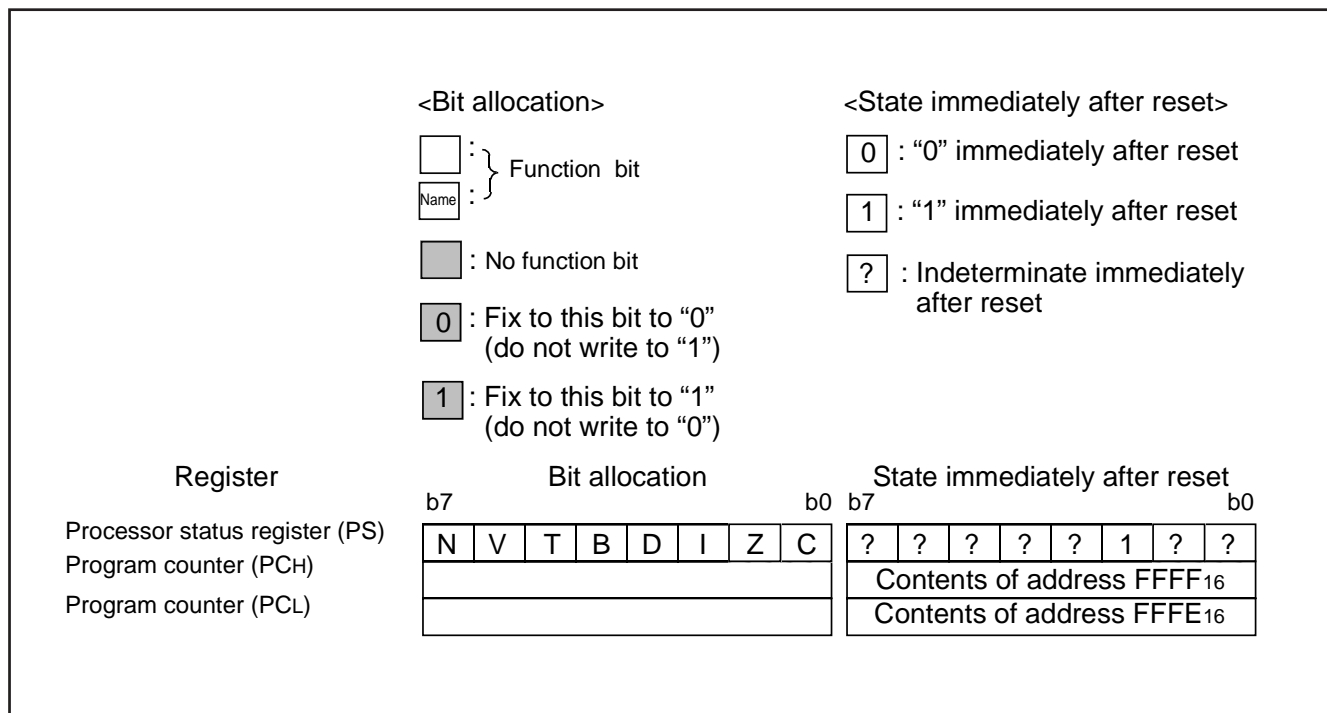 <Bit allocation>
:
Name :
Function bit
: No function bit
0 : Fix to this bit to “0”
(do not write to “1”)
1 : Fix to this bit to “1”
(do not write to “0”)
<State immediately after reset>
0 : “0” immediately after reset
1 : “1” immediately after reset
? : Indeterminate immediately
after reset
Register Bit allocation State immediately after reset
b7 b0 b7 b0
Processor status register (PS) N V T B D I Z C ? ? ? ? ? 1 ? ?
Program counter (PCH) Contents of address FFFF16
Program counter (PCL) Contents of address FFFE16